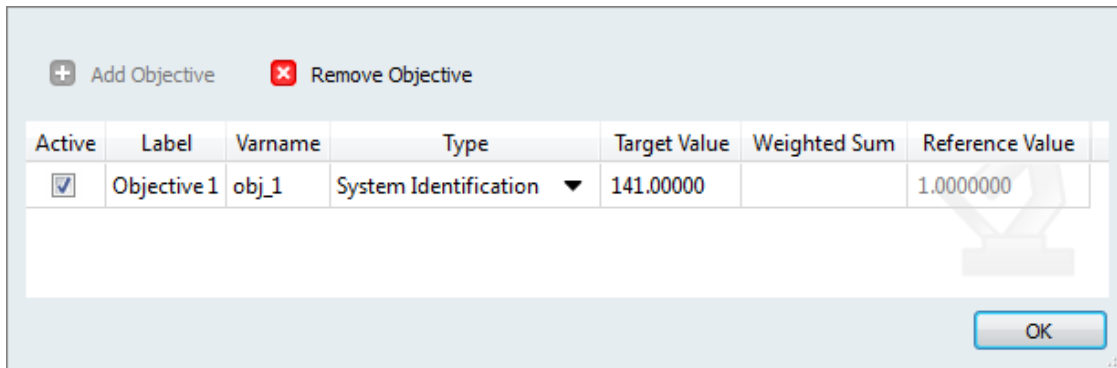 Add Objective Remove Objective
Active Label Varname Type Target Value Weighted Sum Reference Value
Objective 1 obj_1 System Identification 141.00000 1.0000000
OK